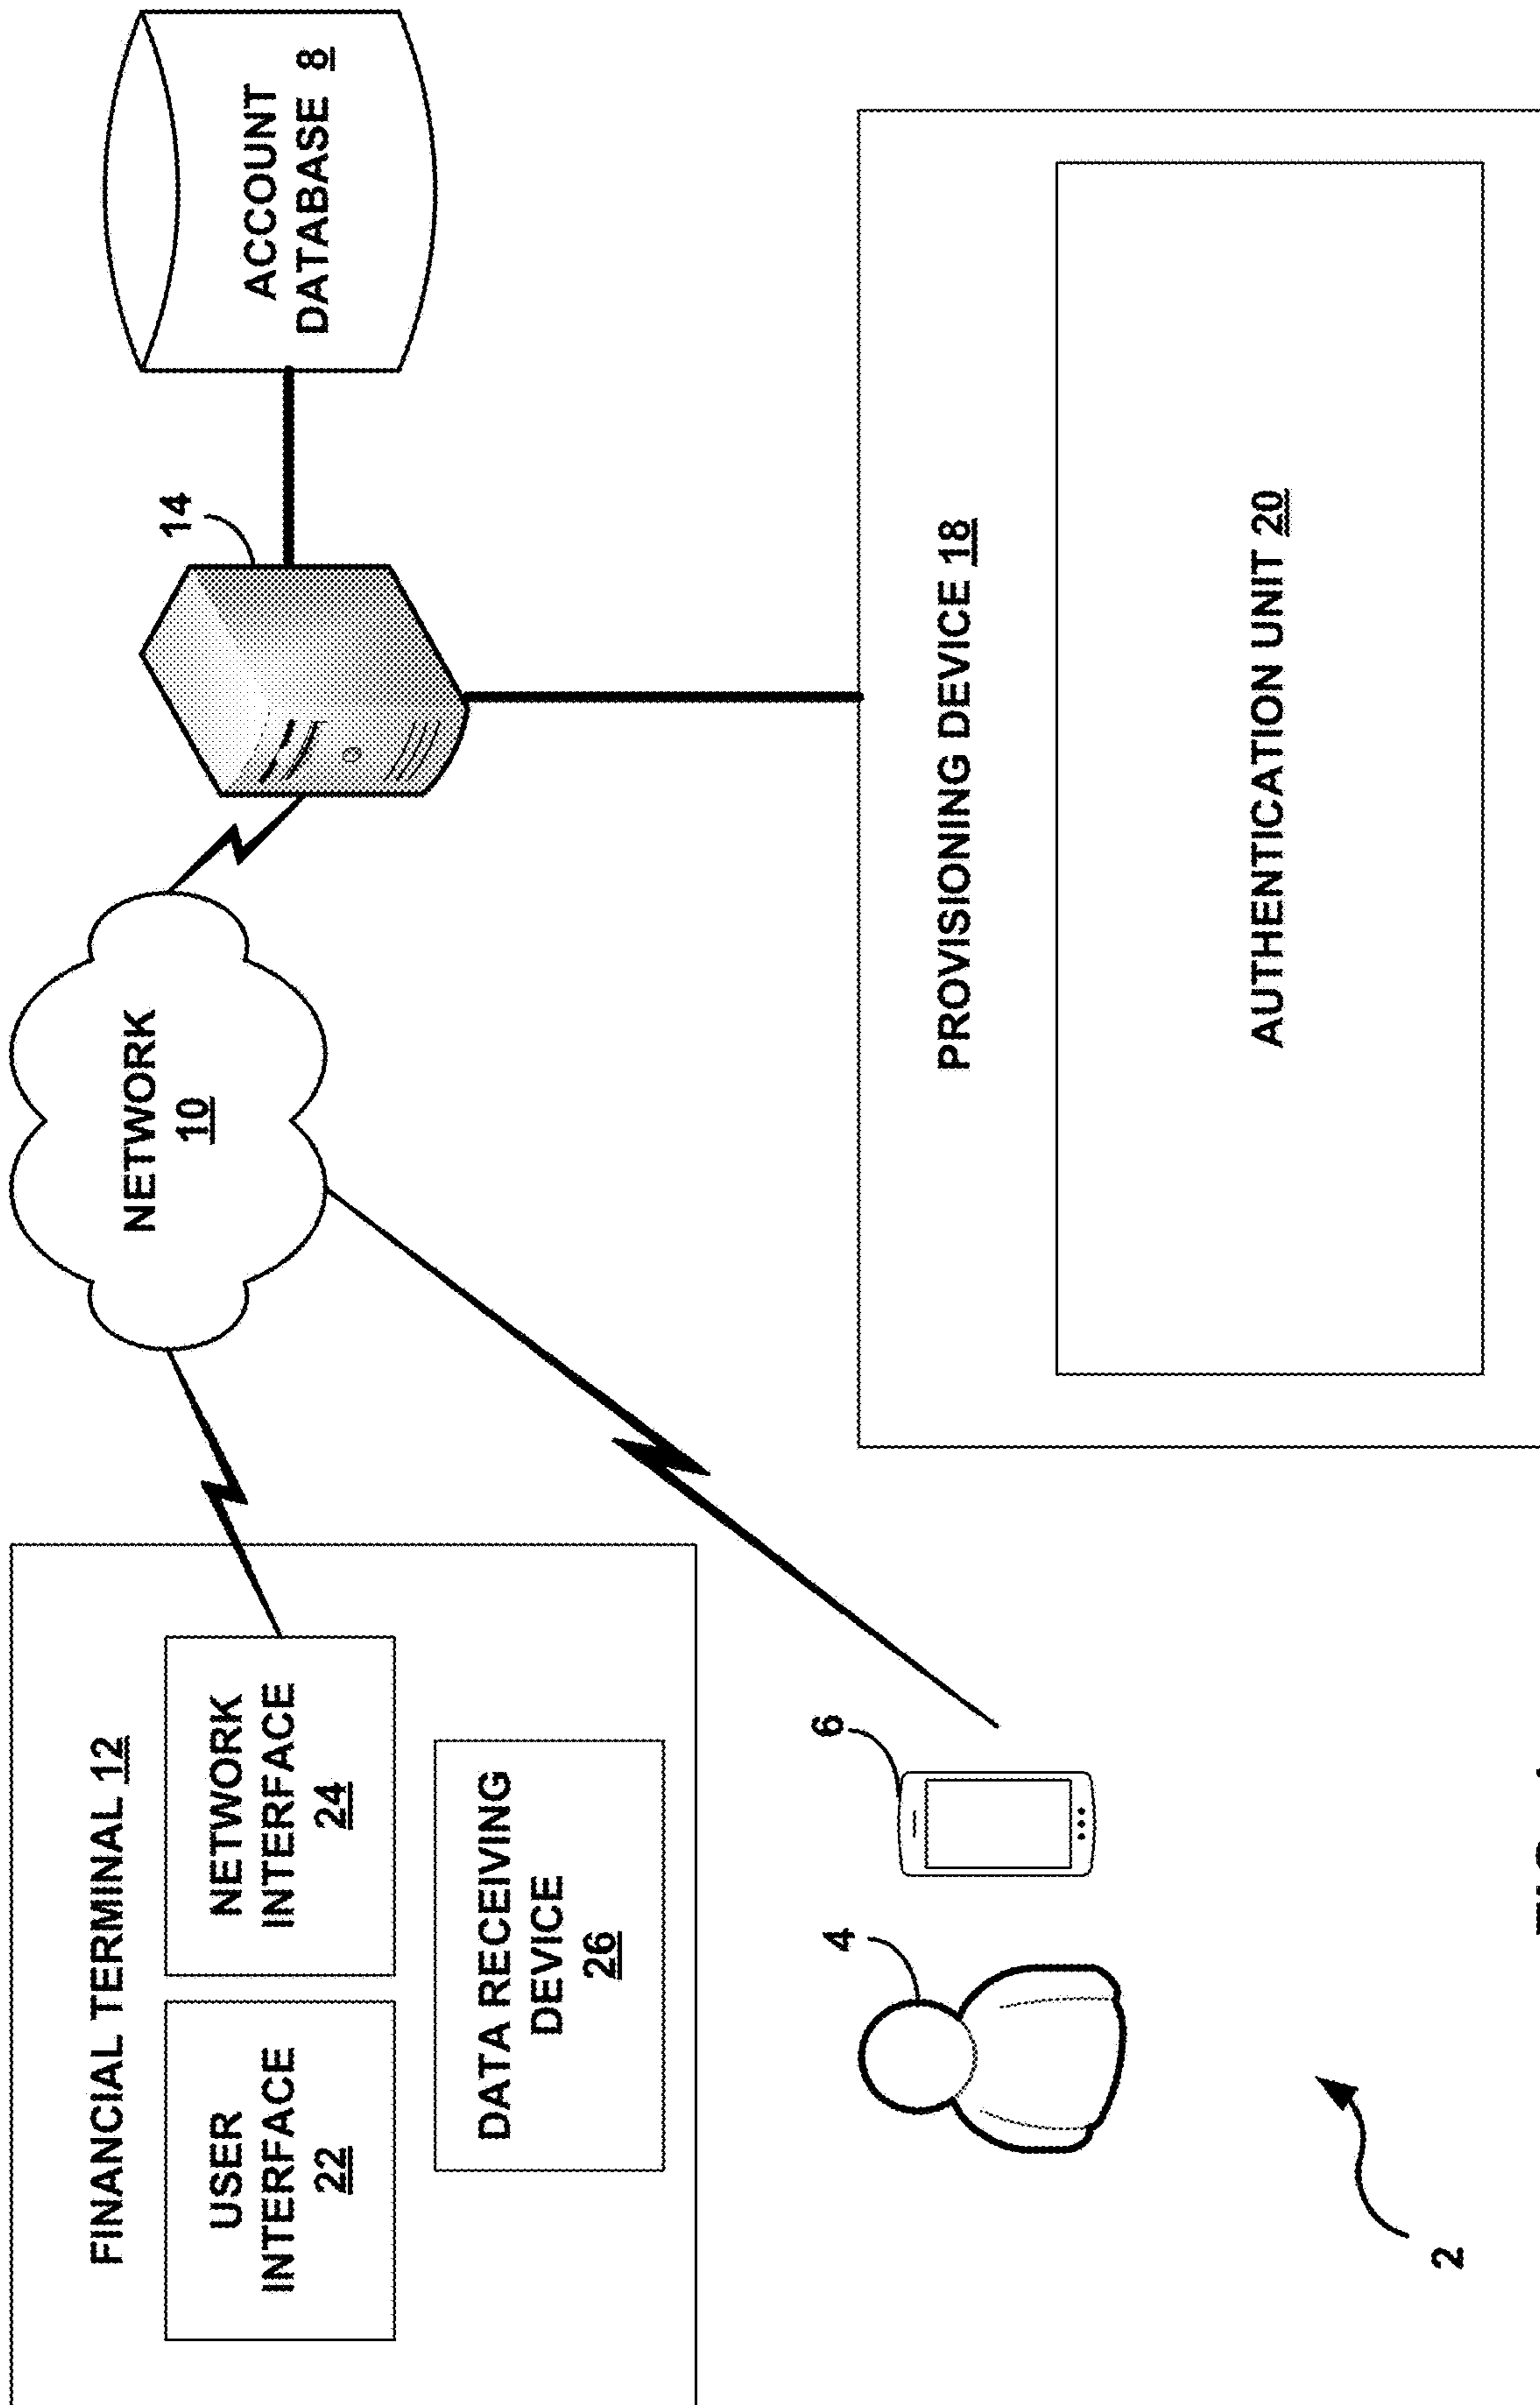 FINANCIAL TERMINAL 12
USER
INTERFACE
22
NETWORK
INTERFACE
24
DATA RECEIVING
DEVICE
26
NETWORK
10
14
ACCOUNT
DATABASE 8
4
6
PROVISIONING DEVICE 18
AUTHENTICATION UNIT 20
2